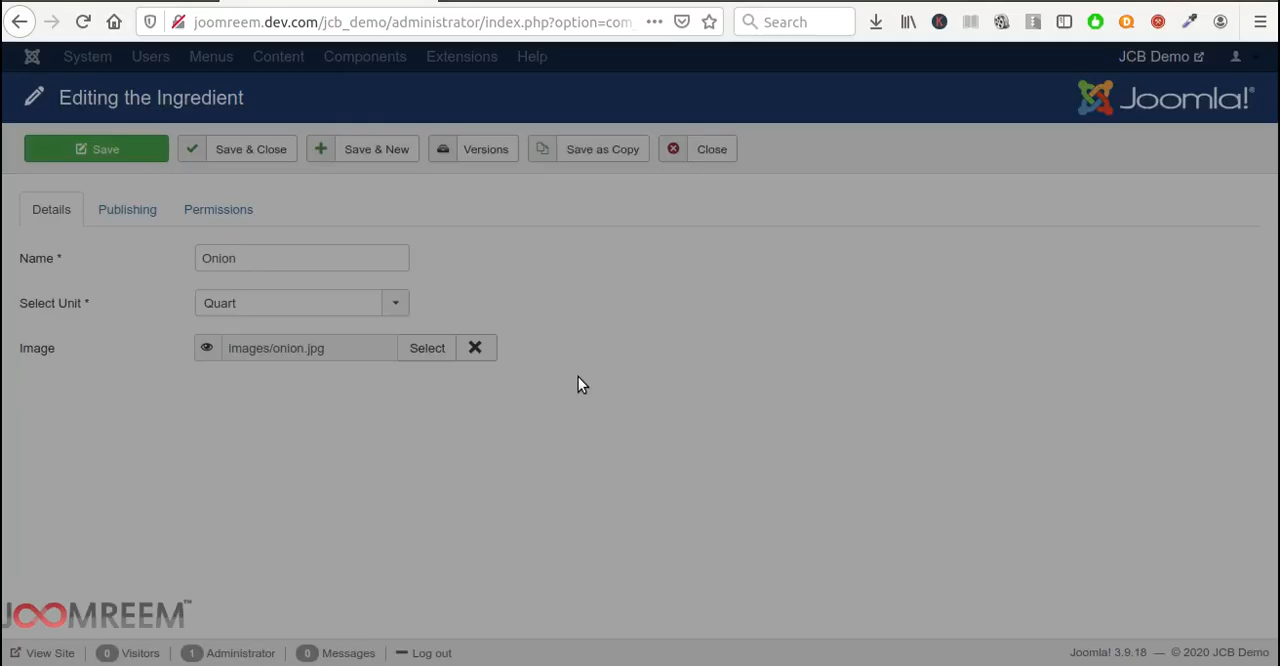 joomreem.dev.com/jcb_demo/administrator/index.php?option=com
Search
System Users Menus Content Components Extensions Help JCB Demo
Editing the Ingredient
Joomla!®
Save Save & Close Save & New Versions Save as Copy Close
Details Publishing Permissions
Name * Onion
Select Unit * Quart
Image images/onion.jpg Select
JOOMREEM™
View Site 0 Visitors 1 Administrator 0 Messages Log out Joomla! 3.9.18 — © 2020 JCB Demo